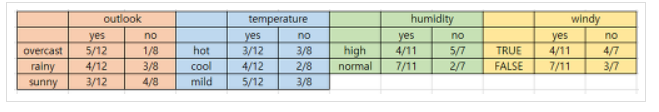 outlook temperature humidity windy
yes no yes no yes no yes no
overcast 5/12 1/8 hot 3/12 3/8 high 4/11 5/7 TRUE 4/11 4/7
rainy 4/12 3/8 cool 4/12 2/8 normal 7/11 2/7 FALSE 7/11 3/7
sunny 3/12 4/8 mild 5/12 3/8